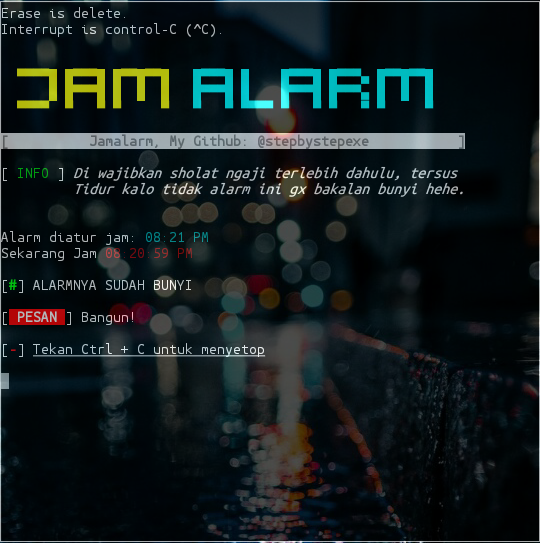 Erase is delete.
Interrupt is control-C (^C).
JAM ALARM
[ Jamalarm, My Github: @stepbystepexe ]
[ INFO ] Di wajibkan sholat ngaji terlebih dahulu, tersus
Tidur kalo tidak alarm ini gx bakalan bunyi hehe.
Alarm diatur jam: 08:21 PM
Sekarang Jam 08 20:59 PM
[#] ALARMNYA SUDAH BUNYI
[ PESAN ] Bangun!
[-] Tekan Ctrl + C untuk menyetop